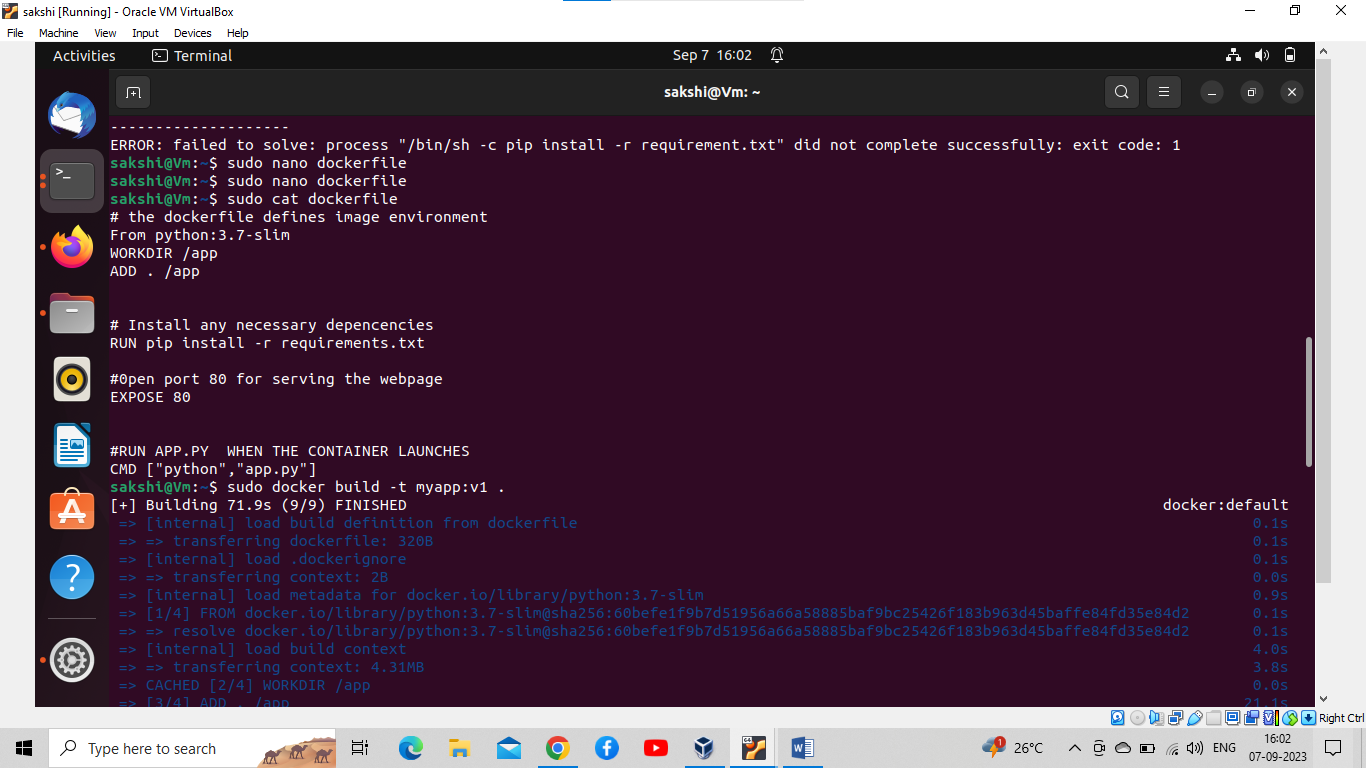 sakshi [Running] - Oracle VM VirtualBox
File Machine View Input Devices Help
Activities Terminal Sep 7 16:02
sakshi@Vm: ~
--------------------
ERROR: failed to solve: process "/bin/sh -c pip install -r requirement.txt" did not complete successfully: exit code: 1
sakshi@Vm:~$ sudo nano dockerfile
sakshi@Vm:~$ sudo nano dockerfile
sakshi@Vm:~$ sudo cat dockerfile
# the dockerfile defines image environment
From python:3.7-slim
WORKDIR /app
ADD . /app
# Install any necessary depencencies
RUN pip install -r requirements.txt
#0pen port 80 for serving the webpage
EXPOSE 80
#RUN APP.PY  WHEN THE CONTAINER LAUNCHES
CMD ["python","app.py"]
sakshi@Vm:~$ sudo docker build -t myapp:v1 .
[+] Building 71.9s (9/9) FINISHED docker:default
=> [internal] load build definition from dockerfile 0.1s
=> => transferring dockerfile: 320B 0.1s
=> [internal] load .dockerignore 0.1s
=> => transferring context: 2B 0.0s
=> [internal] load metadata for docker.io/library/python:3.7-slim 0.9s
=> [1/4] FROM docker.io/library/python:3.7-slim@sha256:60befe1f9b7d51956a66a58885baf9bc25426f183b963d45baffe84fd35e84d2 0.1s
=> => resolve docker.io/library/python:3.7-slim@sha256:60befe1f9b7d51956a66a58885baf9bc25426f183b963d45baffe84fd35e84d2 0.1s
=> [internal] load build context 4.0s
=> => transferring context: 4.31MB 3.8s
=> CACHED [2/4] WORKDIR /app 0.0s
=> [3/4] ADD . /app 21.1s
Right Ctrl
Type here to search 1 26°C ENG 16:02
07-09-2023